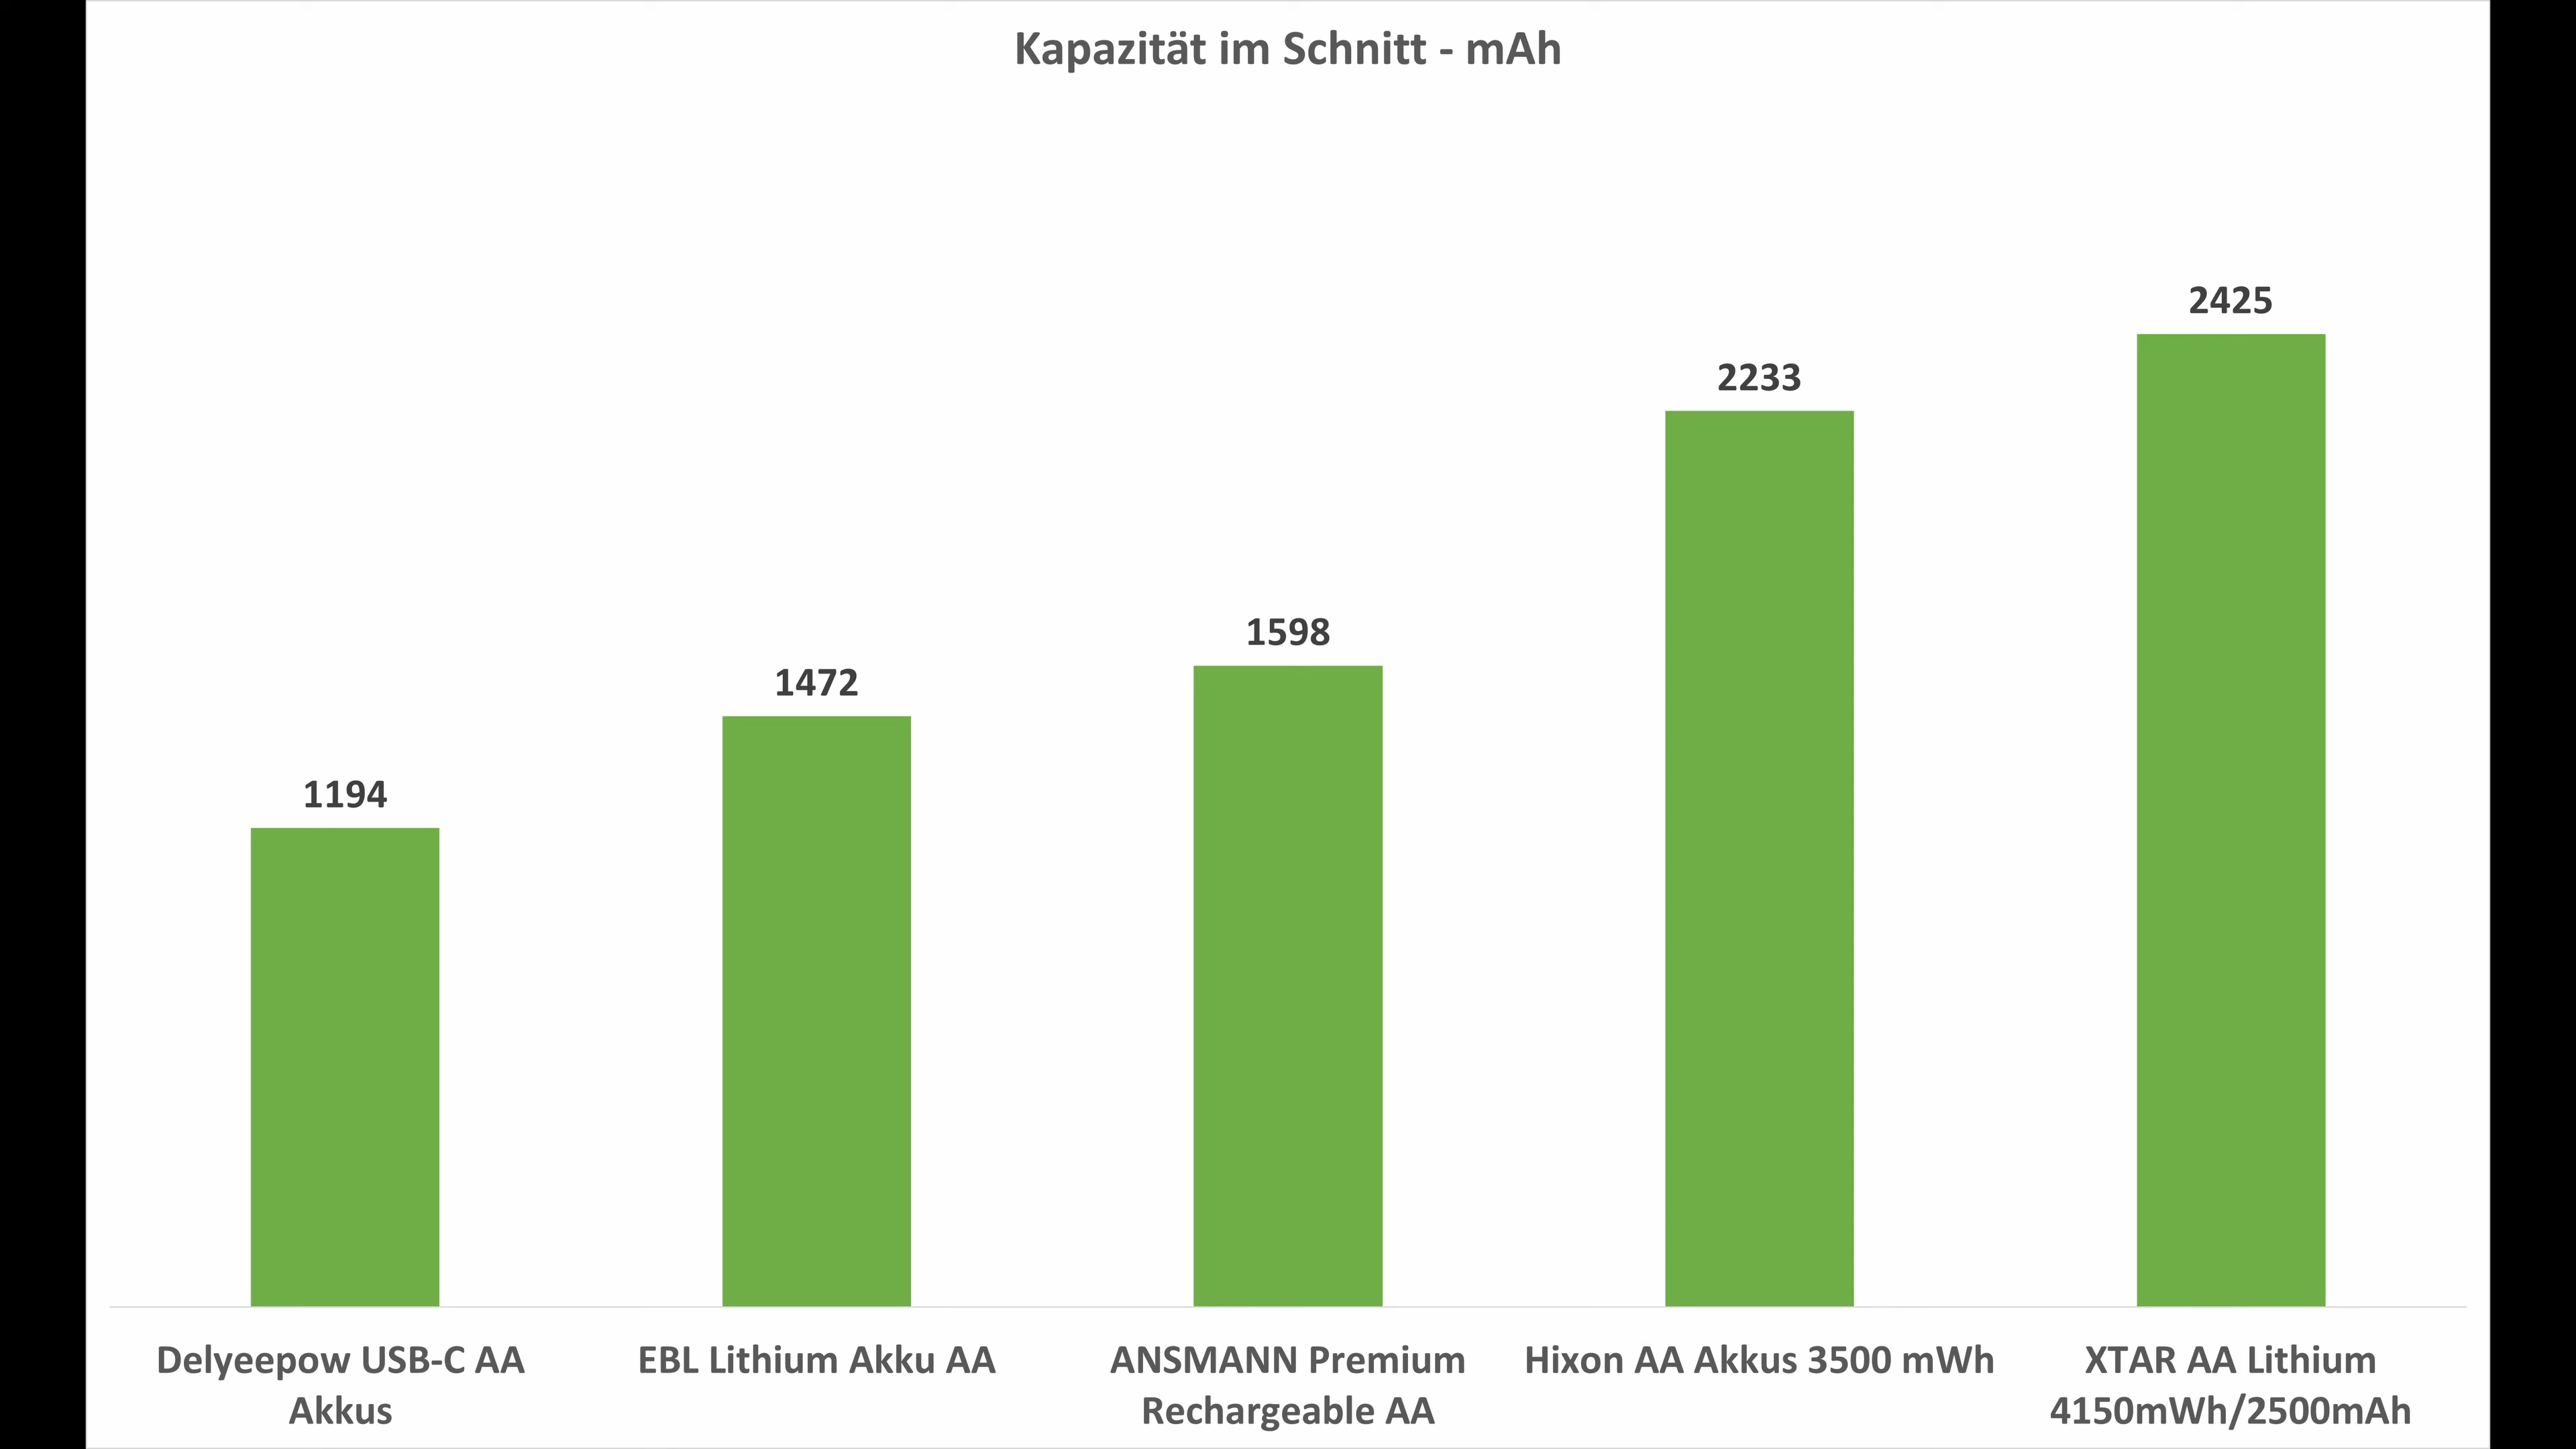 Kapazität im Schnitt - mAh
2425
2233
1598
1472
1194
Delyeepow USB-C AA
Akkus
EBL Lithium Akku AA
ANSMANN Premium
Rechargeable AA
Hixon AA Akkus 3500 mWh
XTAR AA Lithium
4150mWh/2500mAh